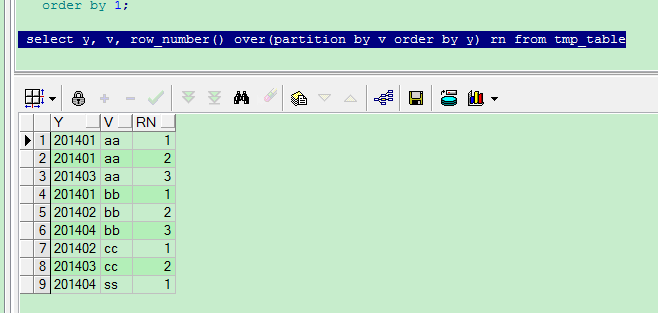 order by 1;
select y, v, row_number() over(partition by v order by y) rn from tmp_table
Y V RN
1 201401 aa 1
2 201401 aa 2
3 201403 aa 3
4 201401 bb 1
5 201402 bb 2
6 201404 bb 3
7 201402 cc 1
8 201403 cc 2
9 201404 ss 1